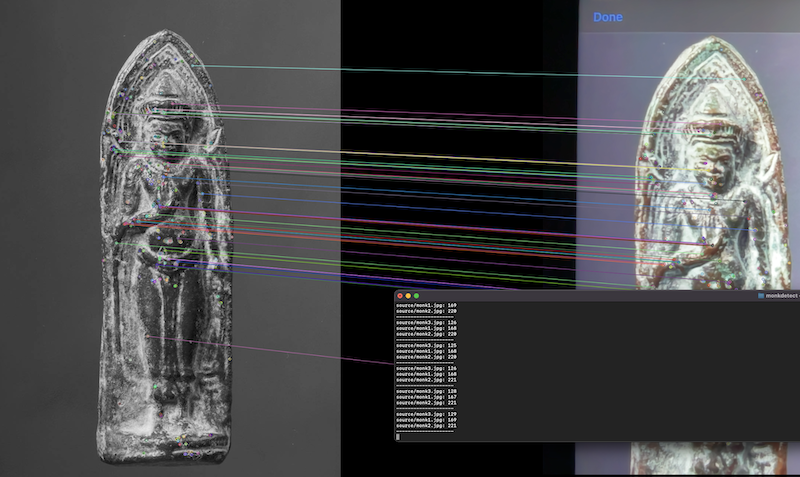 Done
monkdetect
source/monk1.jpg: 169
source/monk2.jpg: 220
--------------------
source/monk3.jpg: 126
source/monk1.jpg: 168
source/monk2.jpg: 220
--------------------
source/monk3.jpg: 125
source/monk1.jpg: 168
source/monk2.jpg: 220
--------------------
source/monk3.jpg: 126
source/monk1.jpg: 168
source/monk2.jpg: 221
--------------------
source/monk3.jpg: 128
source/monk1.jpg: 167
source/monk2.jpg: 221
--------------------
source/monk3.jpg: 129
source/monk1.jpg: 169
source/monk2.jpg: 221
--------------------